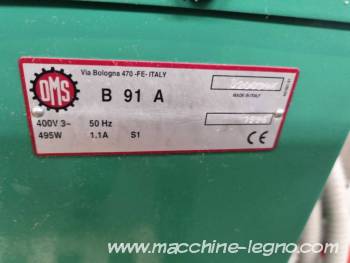 Via Bologna 470 -FE- ITALY
OMS
B 91 A
MADE IN ITALY
400V 3~ 50 Hz
495W 1.1A S1
CE
www.macchine-legno.com